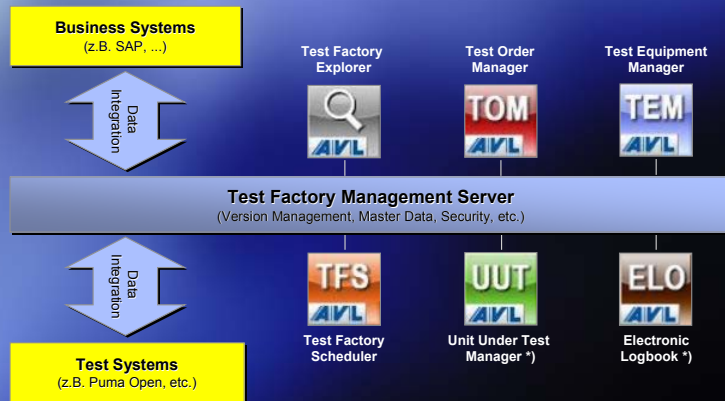 Business Systems
(z.B. SAP, ...)
Data
Integration
Test Factory
Explorer
AVL
Test Order
Manager
TOM
AVL
Test Equipment
Manager
TEM
AVL
Test Factory Management Server
(Version Management, Master Data, Security, etc.)
Data
Integration
TFS
AVL
Test Factory
Scheduler
UUT
AVL
Unit Under Test
Manager *)
ELO
AVL
Electronic
Logbook *)
Test Systems
(z.B. Puma Open, etc.)